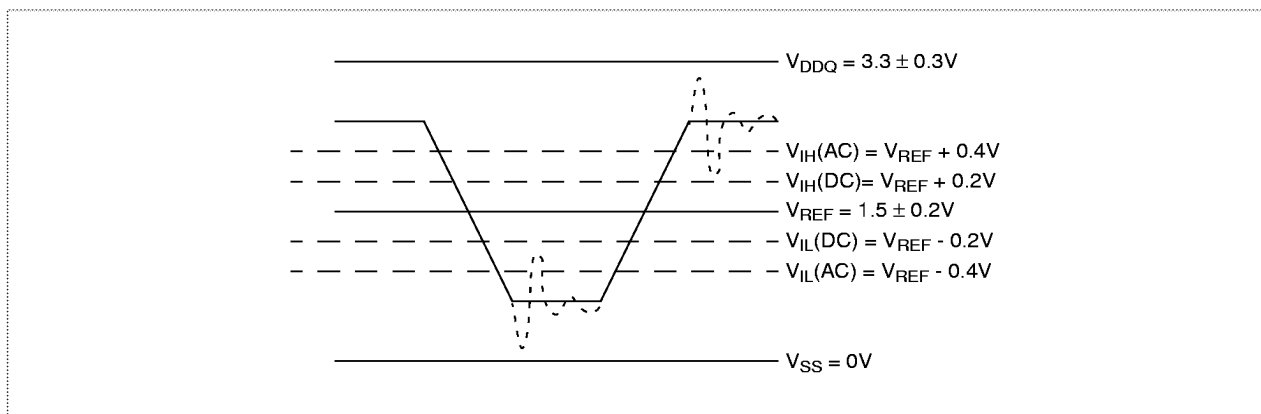 V_DDQ = 3.3 ± 0.3V
V_IH(AC) = V_REF + 0.4V
V_IH(DC)= V_REF + 0.2V
V_REF = 1.5 ± 0.2V
V_IL(DC) = V_REF - 0.2V
V_IL(AC) = V_REF - 0.4V
V_SS = 0V